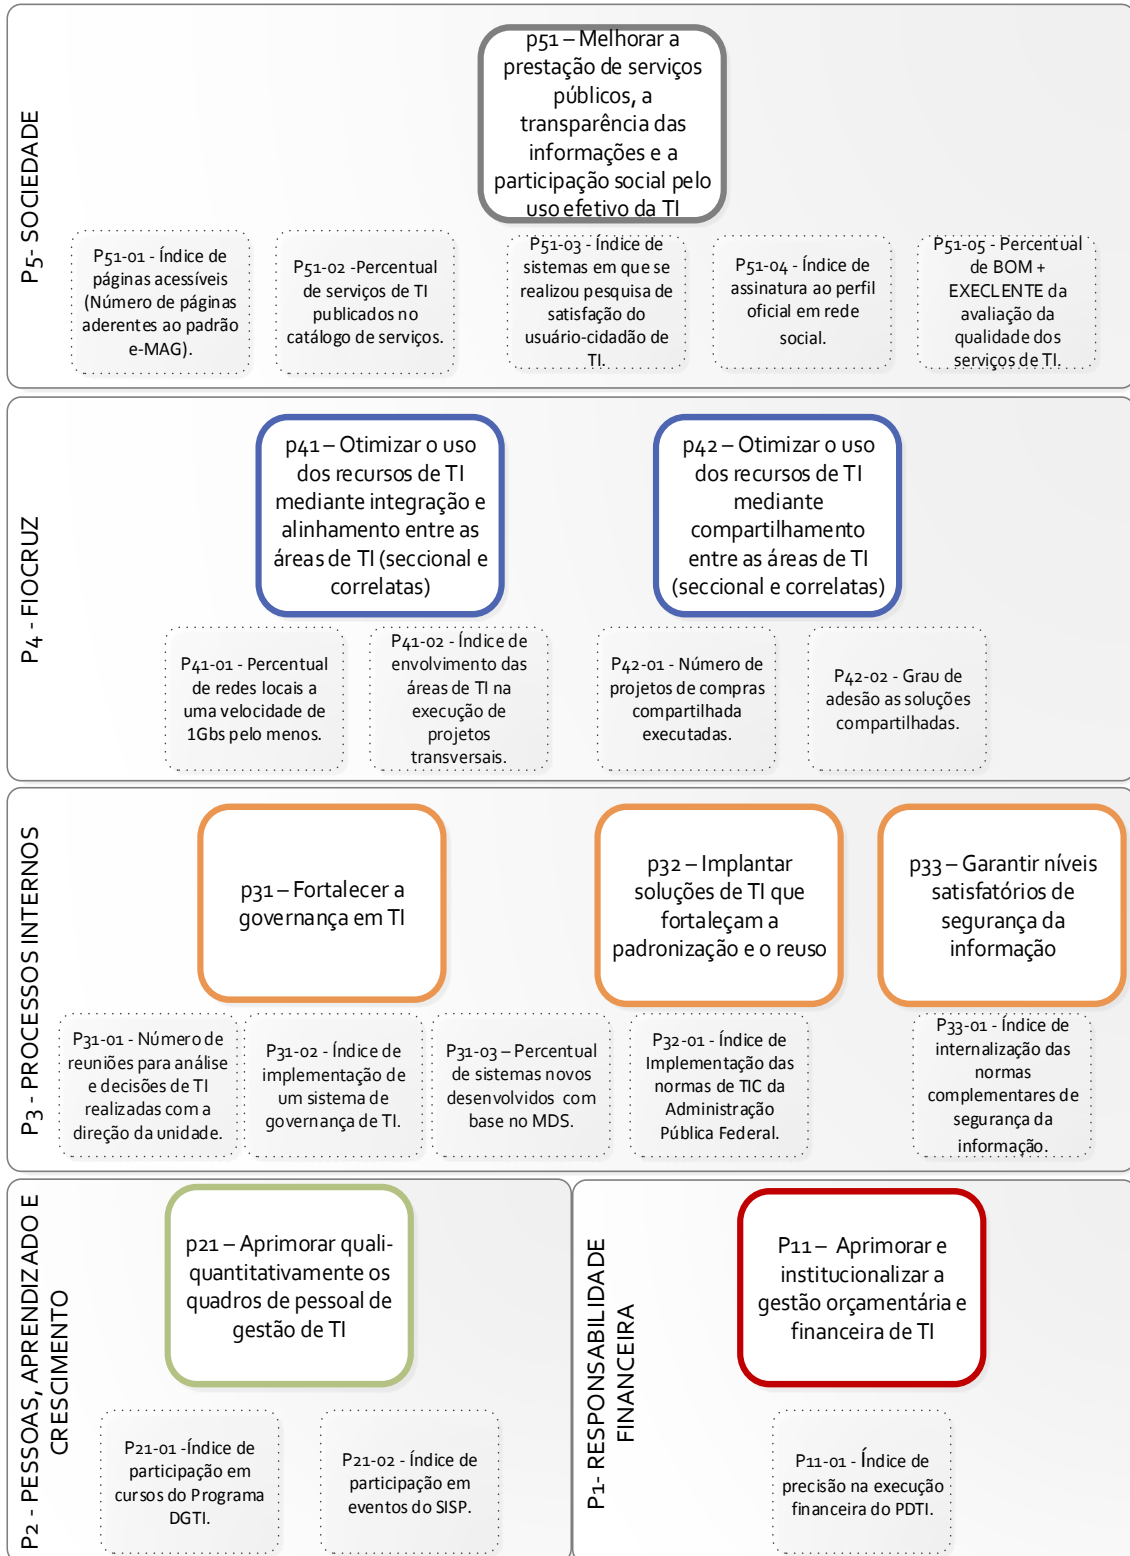 P5- SOCIEDADE
p51 – Melhorar a
prestação de serviços
públicos, a
transparência das
informações e a
participação social pelo
uso efetivo da TI
P51-01 - Índice de
páginas acessíveis
(Número de páginas
aderentes ao padrão
e-MAG).
P51-02 -Percentual
de serviços de TI
publicados no
catálogo de serviços.
P51-03 - Índice de
sistemas em que se
realizou pesquisa de
satisfação do
usuário-cidadão de
TI.
P51-04 - Índice de
assinatura ao perfil
oficial em rede
social.
P51-05 - Percentual
de BOM +
EXECLENTE da
avaliação da
qualidade dos
serviços de TI.
P4 - FIOCRUZ
p41 – Otimizar o uso
dos recursos de TI
mediante integração e
alinhamento entre as
áreas de TI (seccional e
correlatas)
p42 – Otimizar o uso
dos recursos de TI
mediante
compartilhamento
entre as áreas de TI
(seccional e correlatas)
P41-01 - Percentual
de redes locais a
uma velocidade de
1Gbs pelo menos.
P41-02 - Índice de
envolvimento das
áreas de TI na
execução de
projetos
transversais.
P42-01 - Número de
projetos de compras
compartilhada
executadas.
P42-02 - Grau de
adesão as soluções
compartilhadas.
P3 - PROCESSOS INTERNOS
p31 – Fortalecer a
governança em TI
p32 – Implantar
soluções de TI que
fortaleçam a
padronização e o reuso
p33 – Garantir níveis
satisfatórios de
segurança da
informação
P31-01 - Número de
reuniões para análise
e decisões de TI
realizadas com a
direção da unidade.
P31-02 - Índice de
implementação de
um sistema de
governança de TI.
P31-03 – Percentual
de sistemas novos
desenvolvidos com
base no MDS.
P32-01 - Índice de
Implementação das
normas de TIC da
Administração
Pública Federal.
P33-01 - Índice de
internalização das
normas
complementares de
segurança da
informação.
P2 - PESSOAS, APRENDIZADO E
CRESCIMENTO
p21 – Aprimorar quali-
quantitativamente os
quadros de pessoal de
gestão de TI
P21-01 -Índice de
participação em
cursos do Programa
DGTI.
P21-02 - Índice de
participação em
eventos do SISP.
P1- RESPONSABILIDADE
FINANCEIRA
P11 – Aprimorar e
institucionalizar a
gestão orçamentária e
financeira de TI
P11-01 - Índice de
precisão na execução
financeira do PDTI.